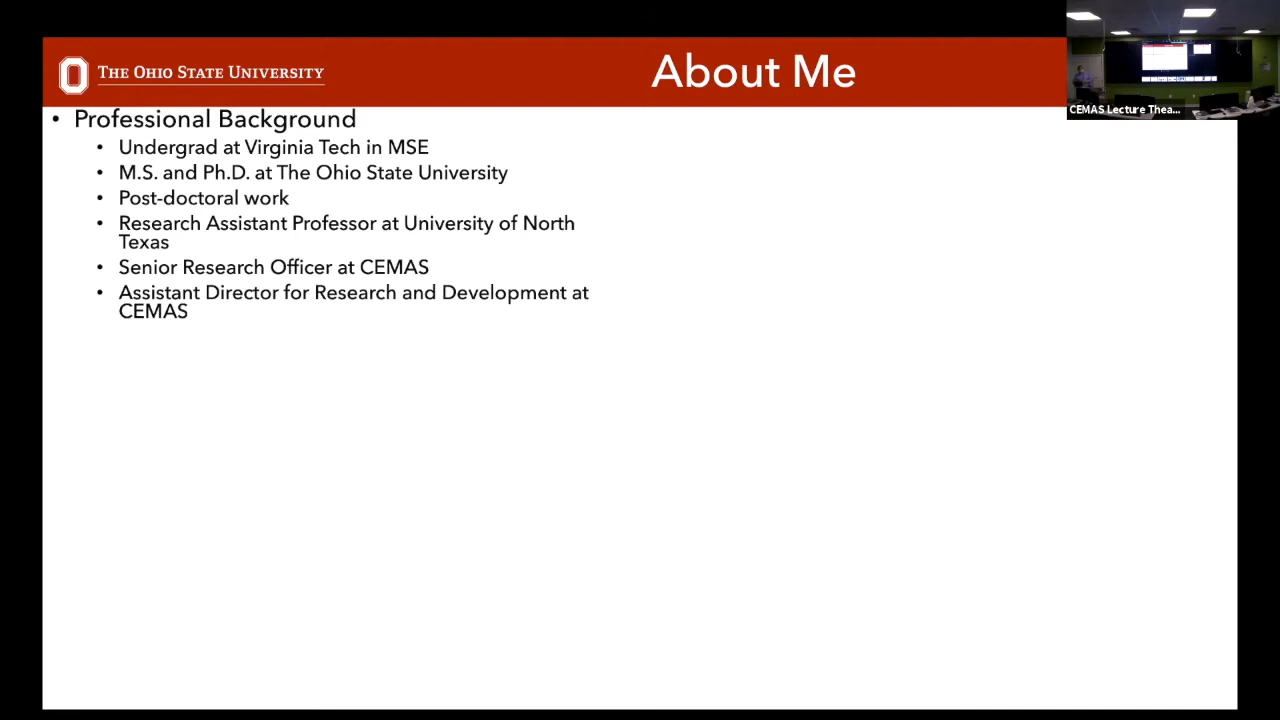 THE OHIO STATE UNIVERSITY
About Me
CEMAS Lecture Thea...
• Professional Background
• Undergrad at Virginia Tech in MSE
• M.S. and Ph.D. at The Ohio State University
• Post-doctoral work
• Research Assistant Professor at University of North
Texas
• Senior Research Officer at CEMAS
• Assistant Director for Research and Development at
CEMAS